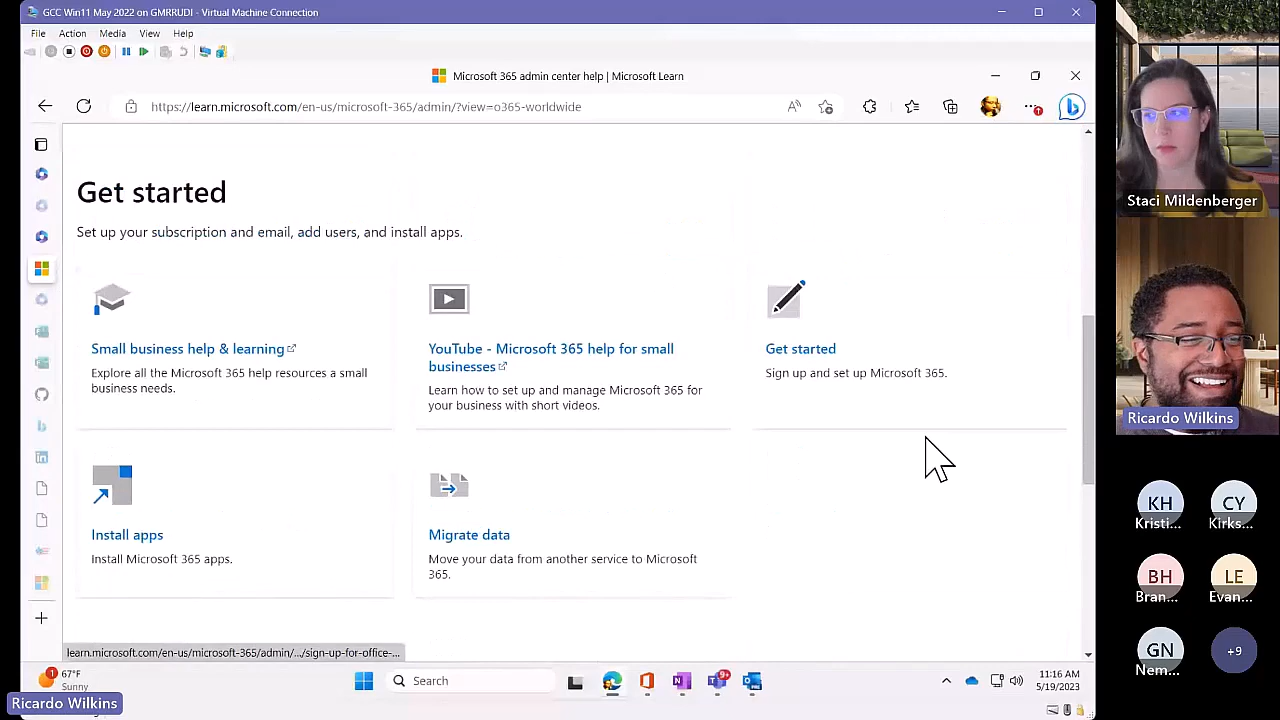 GCC Win11 May 2022 on GMRRUDI - Virtual Machine Connection
File Action Media View Help
Microsoft 365 admin center help | Microsoft Learn
https://learn.microsoft.com/en-us/microsoft-365/admin/?view=o365-worldwide
Get started
Set up your subscription and email, add users, and install apps.
Small business help & learning
Explore all the Microsoft 365 help resources a small
business needs.
YouTube - Microsoft 365 help for small
businesses
Learn how to set up and manage Microsoft 365 for
your business with short videos.
Get started
Sign up and set up Microsoft 365.
Install apps
Install Microsoft 365 apps.
Migrate data
Move your data from another service to Microsoft
365.
learn.microsoft.com/en-us/microsoft-365/admin/.../sign-up-for-office-...
1
67°F
Sunny
Search
9+
11:16 AM
5/19/2023
Ricardo Wilkins
Staci Mildenberger
Ricardo Wilkins
KH
Kristi...
CY
Kirks...
BH
Bran...
LE
Evan...
GN
Nem...
+9